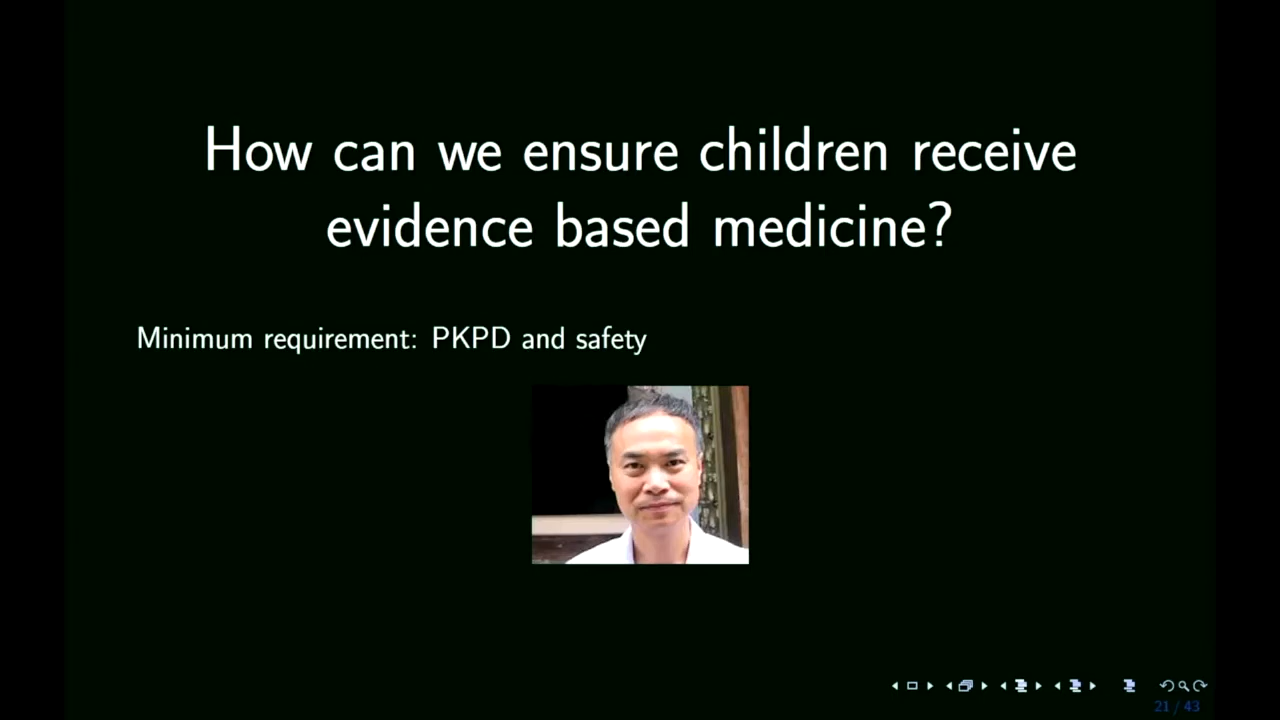 How can we ensure children receive
evidence based medicine?
Minimum requirement: PKPD and safety
21 / 43